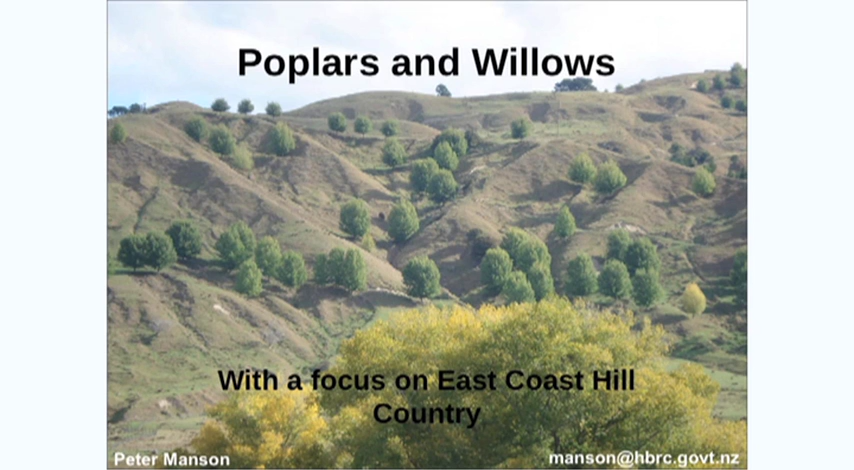 Poplars and Willows
With a focus on East Coast Hill
Country
Peter Manson
manson@hbrc.govt.nz